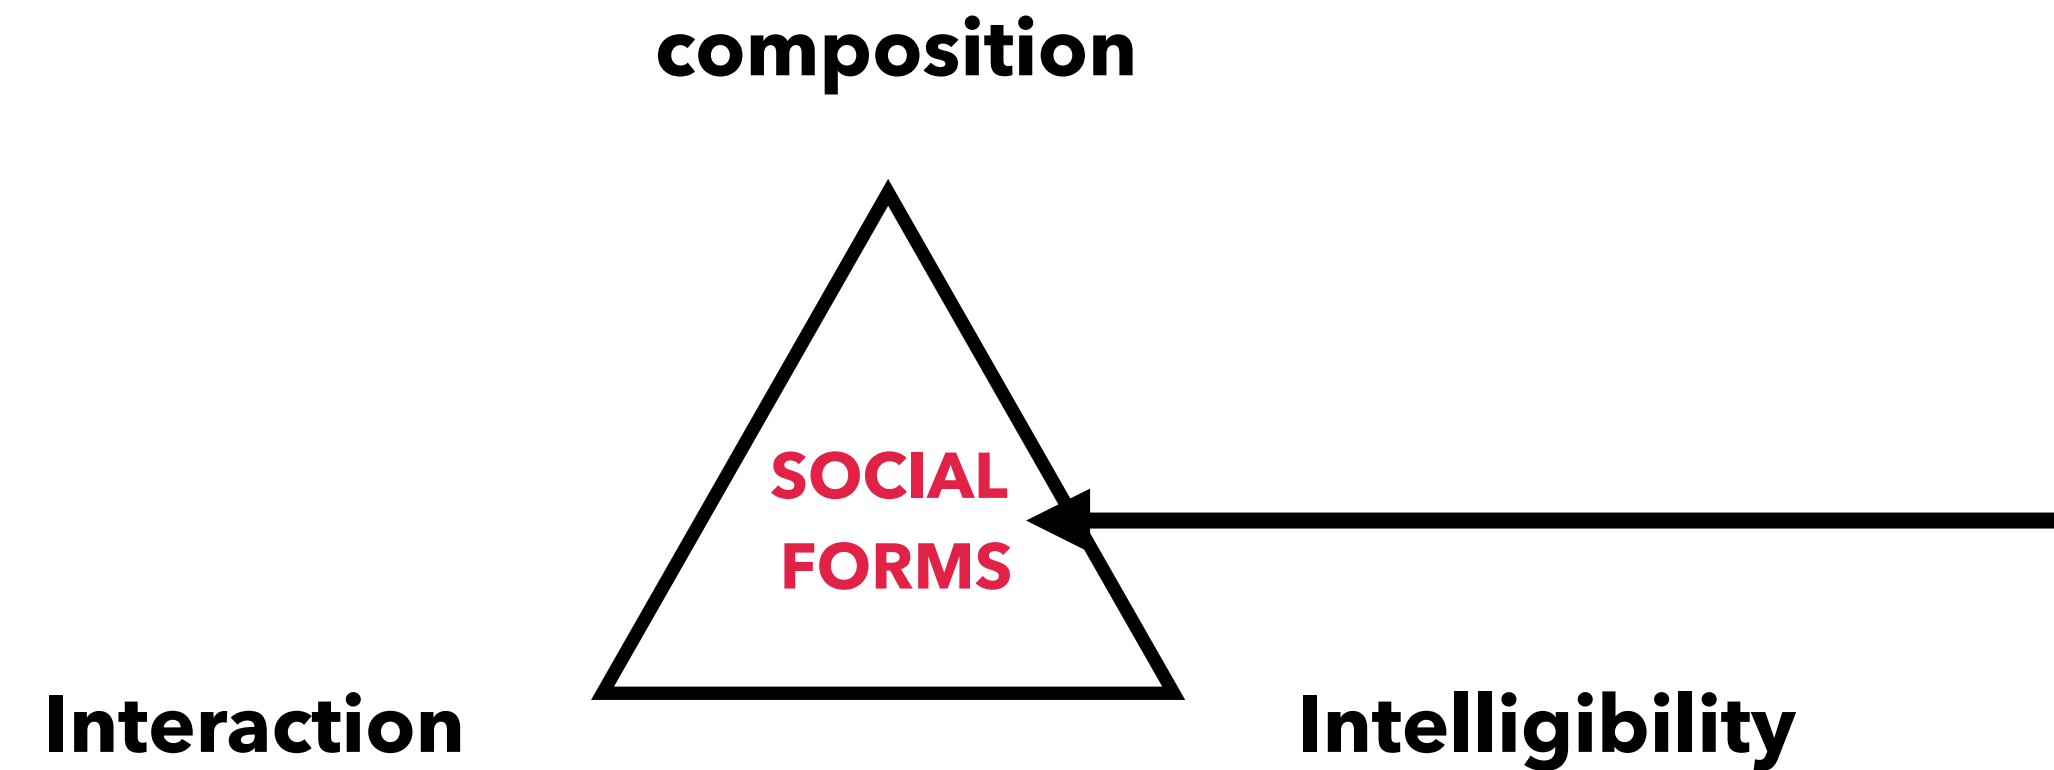 composition
SOCIAL
FORMS
Interaction
Intelligibility